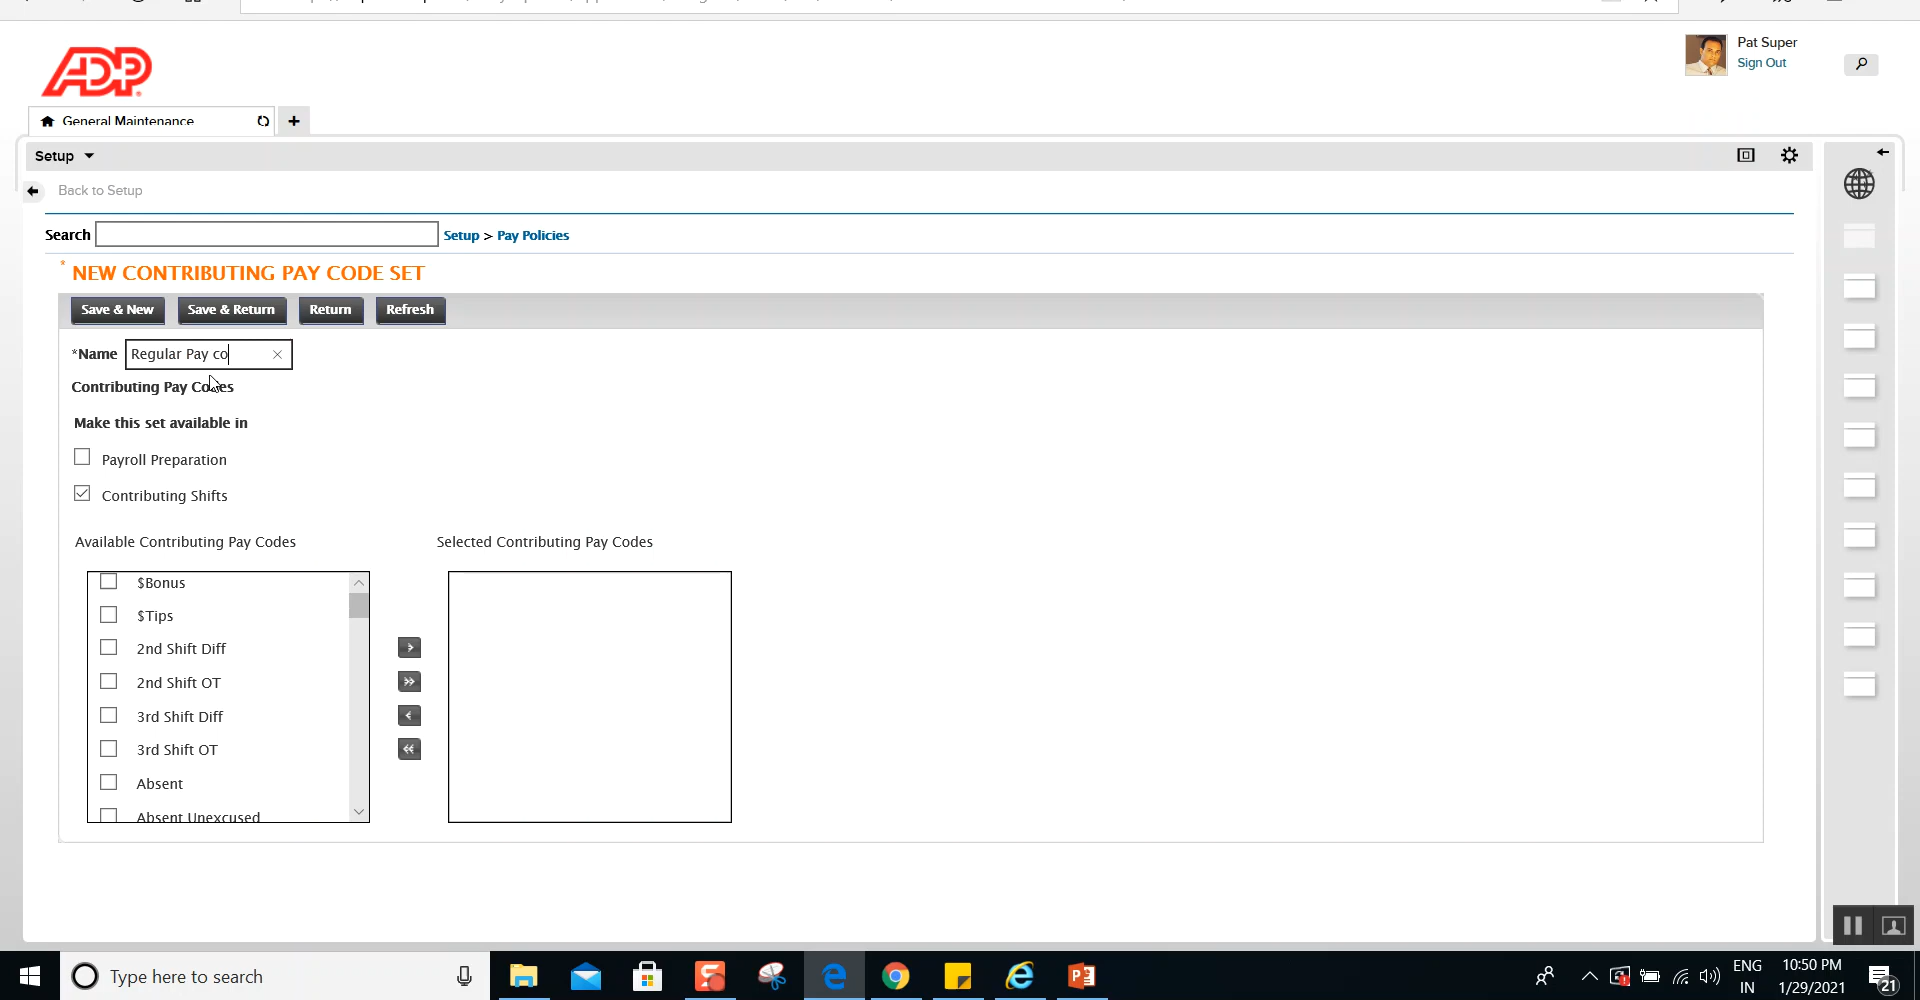 ADP
Pat Super
Sign Out
General Maintenance
+
Setup
Back to Setup
Search
Setup > Pay Policies
* NEW CONTRIBUTING PAY CODE SET
Save & New Save & Return Return Refresh
*Name Regular Pay co
Contributing Pay Codes
Make this set available in
Payroll Preparation
Contributing Shifts
Available Contributing Pay Codes Selected Contributing Pay Codes
$Bonus
$Tips
2nd Shift Diff
2nd Shift OT
3rd Shift Diff
3rd Shift OT
Absent
Absent Unexcused
Type here to search
ENG
IN
10:50 PM
1/29/2021
21